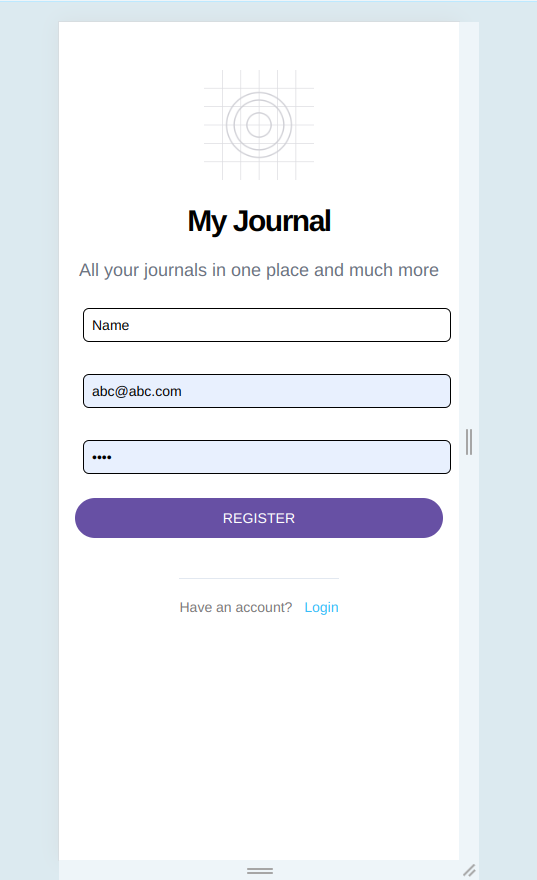 My Journal
All your journals in one place and much more
Name
abc@abc.com
••••
REGISTER
Have an account? Login